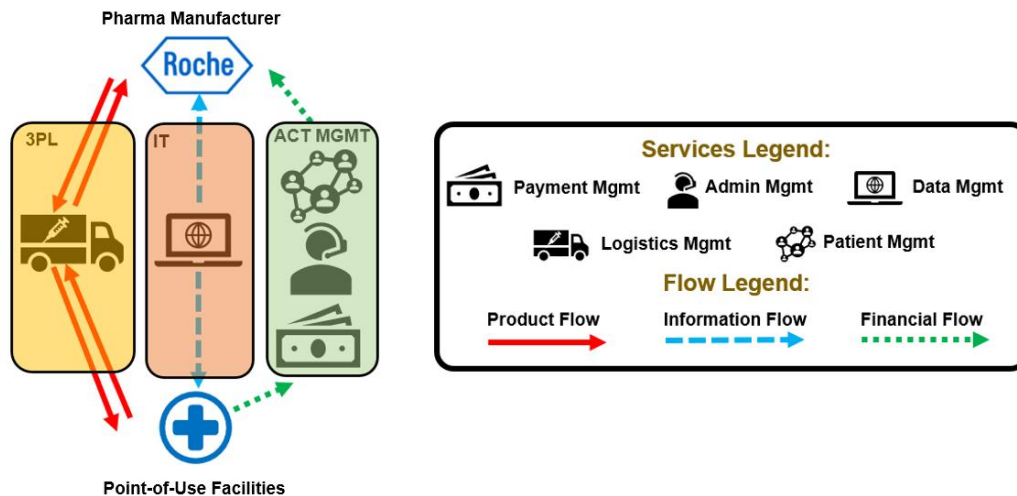 Pharma Manufacturer
Roche
3PL
IT
ACT MGMT
Services Legend:
Payment Mgmt
Admin Mgmt
Data Mgmt
Logistics Mgmt
Patient Mgmt
Flow Legend:
Product Flow
Information Flow
Financial Flow
Point-of-Use Facilities